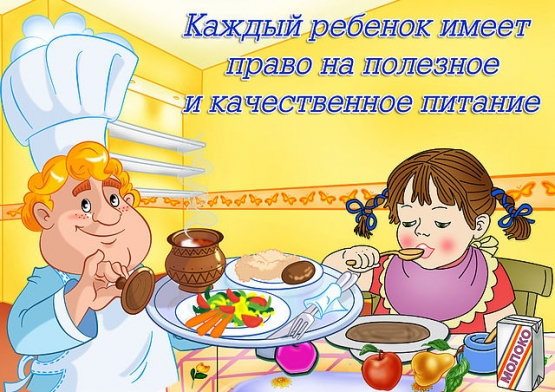 Каждый ребенок имеет
право на полезное
и качественное питание
МОЛОКО